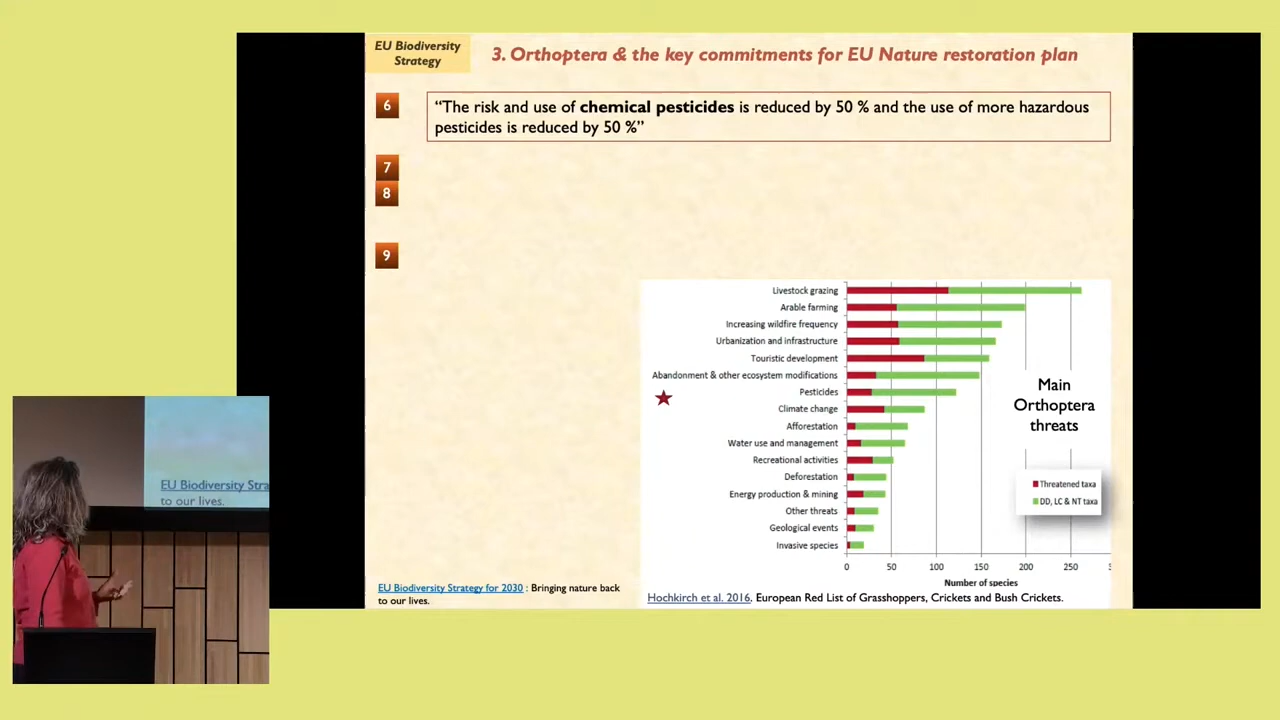 EU Biodiversity
Strategy
3. Orthoptera & the key commitments for EU Nature restoration plan
6
“The risk and use of chemical pesticides is reduced by 50 % and the use of more hazardous
pesticides is reduced by 50 %”
7
8
9
Livestock grazing
Arable farming
Increasing wildfire frequency
Urbanization and infrastructure
Touristic development
Abandonment & other ecosystem modifications
Pesticides
Climate change
Afforestation
Water use and management
Recreational activities
Deforestation
Energy production & mining
Other threats
Geological events
Invasive species
0 50 100 150 200 250
Number of species
Main
Orthoptera
threats
Threatened taxa
DD, LC & NT taxa
EU Biodiversity Strategy for 2030 : Bringing nature back
to our lives.
Hochkirch et al. 2016. European Red List of Grasshoppers, Crickets and Bush Crickets.
EU Biodiversity Stra
to our lives.